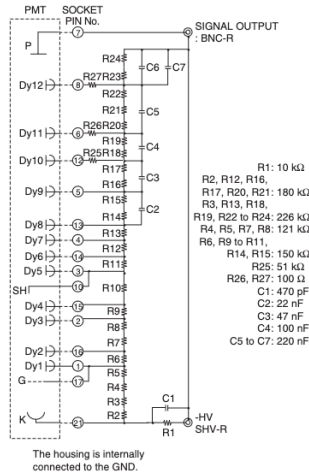 PMT
SOCKET
PIN No.
SIGNAL OUTPUT
: BNC-R
7
P
R24
C6
C7
R27
R23
Dy12
8
R22
R21
C5
R26
R20
Dy11
6
R19
C4
R25
R18
Dy10
12
R17
R16
C3
Dy9
5
R15
R14
C2
Dy8
13
R13
Dy7
4
R12
Dy6
14
R11
Dy5
3
SH
10
R10
Dy4
15
R9
Dy3
2
R8
R7
Dy2
16
R6
Dy1
1
R5
G
17
R4
R3
C1
K
21
R2
R1
-HV
SHV-R
R1: 10 kΩ
R2, R12, R16,
R17, R20, R21: 180 kΩ
R3, R13, R18,
R19, R22 to R24: 226 kΩ
R4, R5, R7, R8: 121 kΩ
R6, R9 to R11,
R14, R15: 150 kΩ
R25: 51 kΩ
R26, R27: 100 Ω
C1: 470 pF
C2: 22 nF
C3: 47 nF
C4: 100 nF
C5 to C7: 220 nF
The housing is internally
connected to the GND.